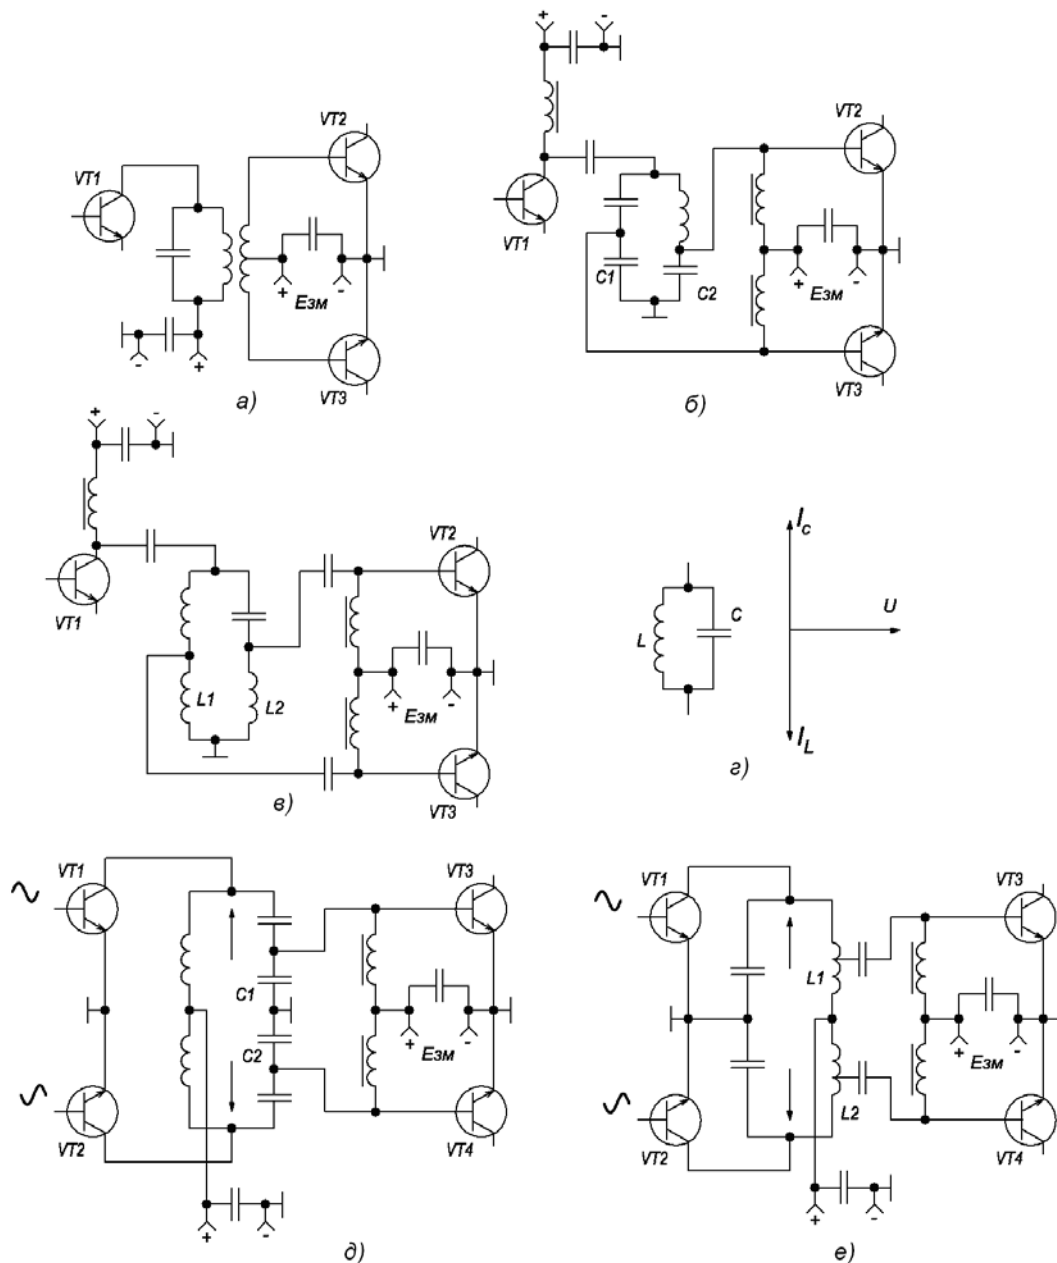 + -
VT2
VT1
+ -
Eзм
- +
VT3
а)
VT2
VT1
C1
C2
+ -
Eзм
VT3
б)
+ -
VT2
VT1
L1
L2
+ -
Eзм
VT3
в)
L
C
Ic
U
IL
г)
VT1
VT3
C1
C2
+ -
Eзм
VT2
VT4
+ -
д)
VT1
VT3
L1
+ -
Eзм
L2
VT2
VT4
+ -
е)